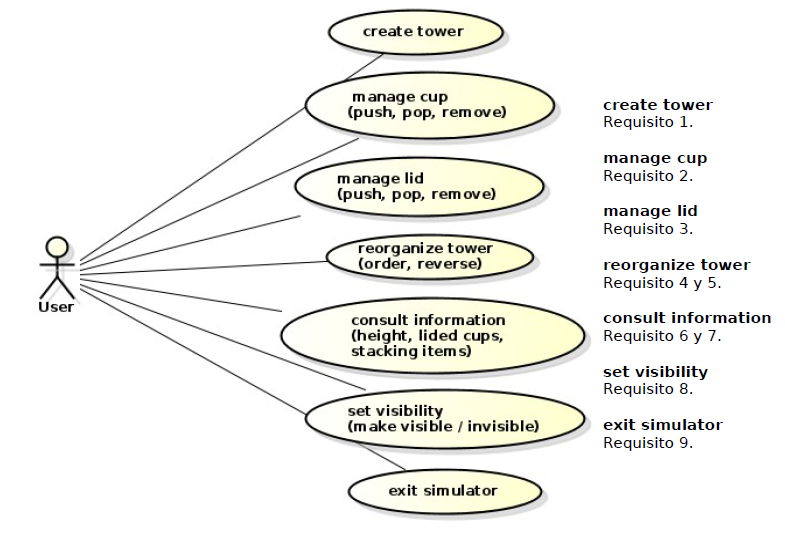 create tower
manage cup
(push, pop, remove)
manage lid
(push, pop, remove)
reorganize tower
(order, reverse)
User
consult information
(height, lided cups,
stacking items)
set visibility
(make visible / invisible)
exit simulator
create tower
Requisito 1.
manage cup
Requisito 2.
manage lid
Requisito 3.
reorganize tower
Requisito 4 y 5.
consult information
Requisito 6 y 7.
set visibility
Requisito 8.
exit simulator
Requisito 9.